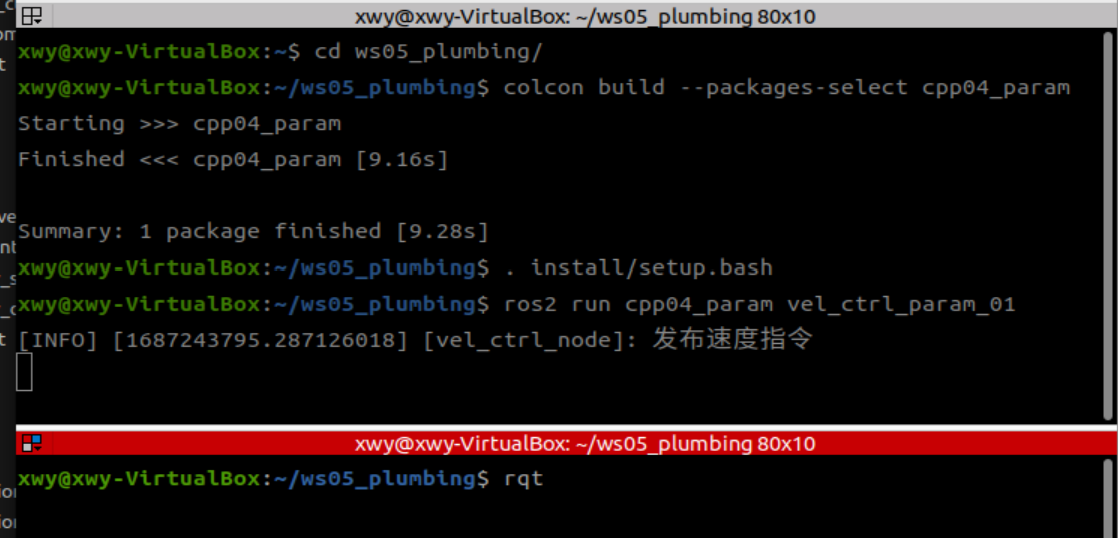 xwy@xwy-VirtualBox: ~/ws05_plumbing 80x10
xwy@xwy-VirtualBox:~$ cd ws05_plumbing/
xwy@xwy-VirtualBox:~/ws05_plumbing$ colcon build --packages-select cpp04_param
Starting >>> cpp04_param
Finished <<< cpp04_param [9.16s]
Summary: 1 package finished [9.28s]
xwy@xwy-VirtualBox:~/ws05_plumbing$ . install/setup.bash
xwy@xwy-VirtualBox:~/ws05_plumbing$ ros2 run cpp04_param vel_ctrl_param_01
[INFO] [1687243795.287126018] [vel_ctrl_node]: 发布速度指令
xwy@xwy-VirtualBox: ~/ws05_plumbing 80x10
xwy@xwy-VirtualBox:~/ws05_plumbing$ rqt